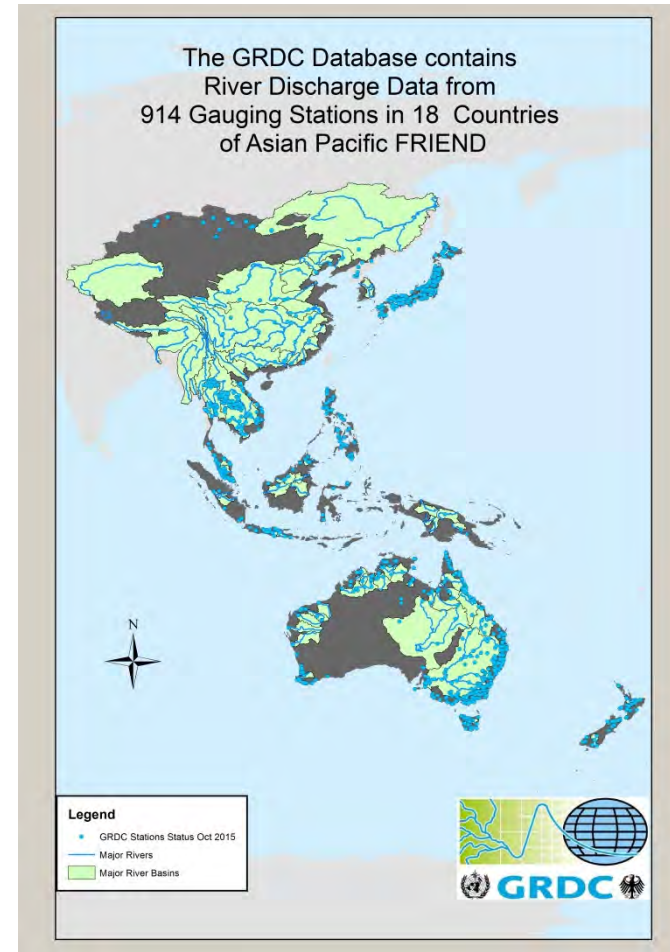 The GRDC Database contains
River Discharge Data from
914 Gauging Stations in 18 Countries
of Asian Pacific FRIEND
N
Legend
GRDC Stations Status Oct 2015
Major Rivers
Major River Basins
GRDC